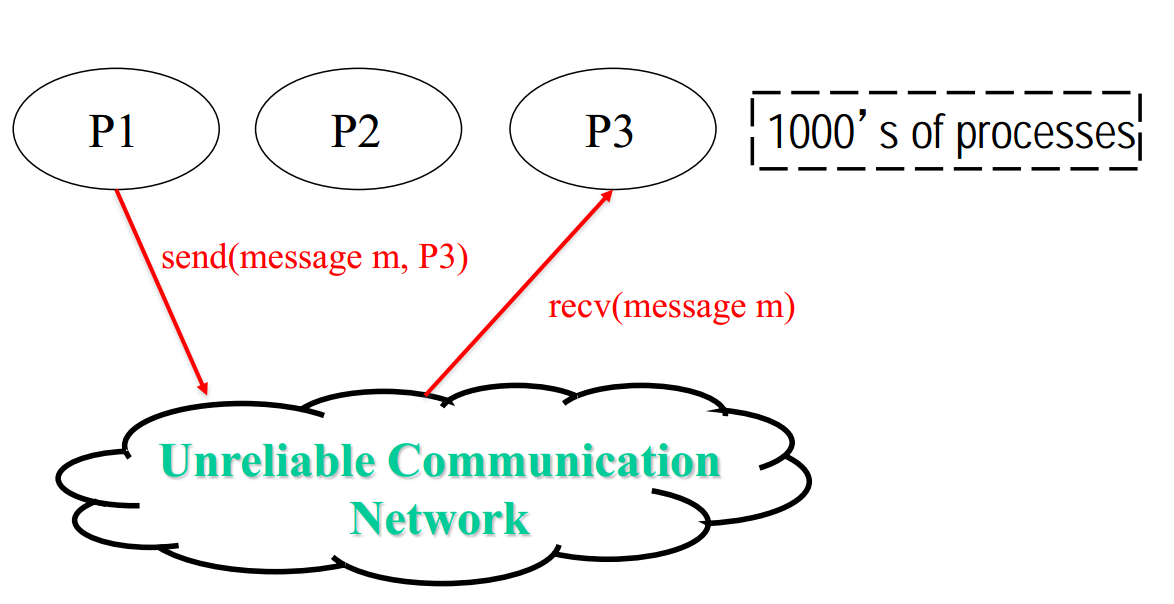 P1
P2
P3
1000’s of processes
send(message m, P3)
recv(message m)
Unreliable Communication
Network